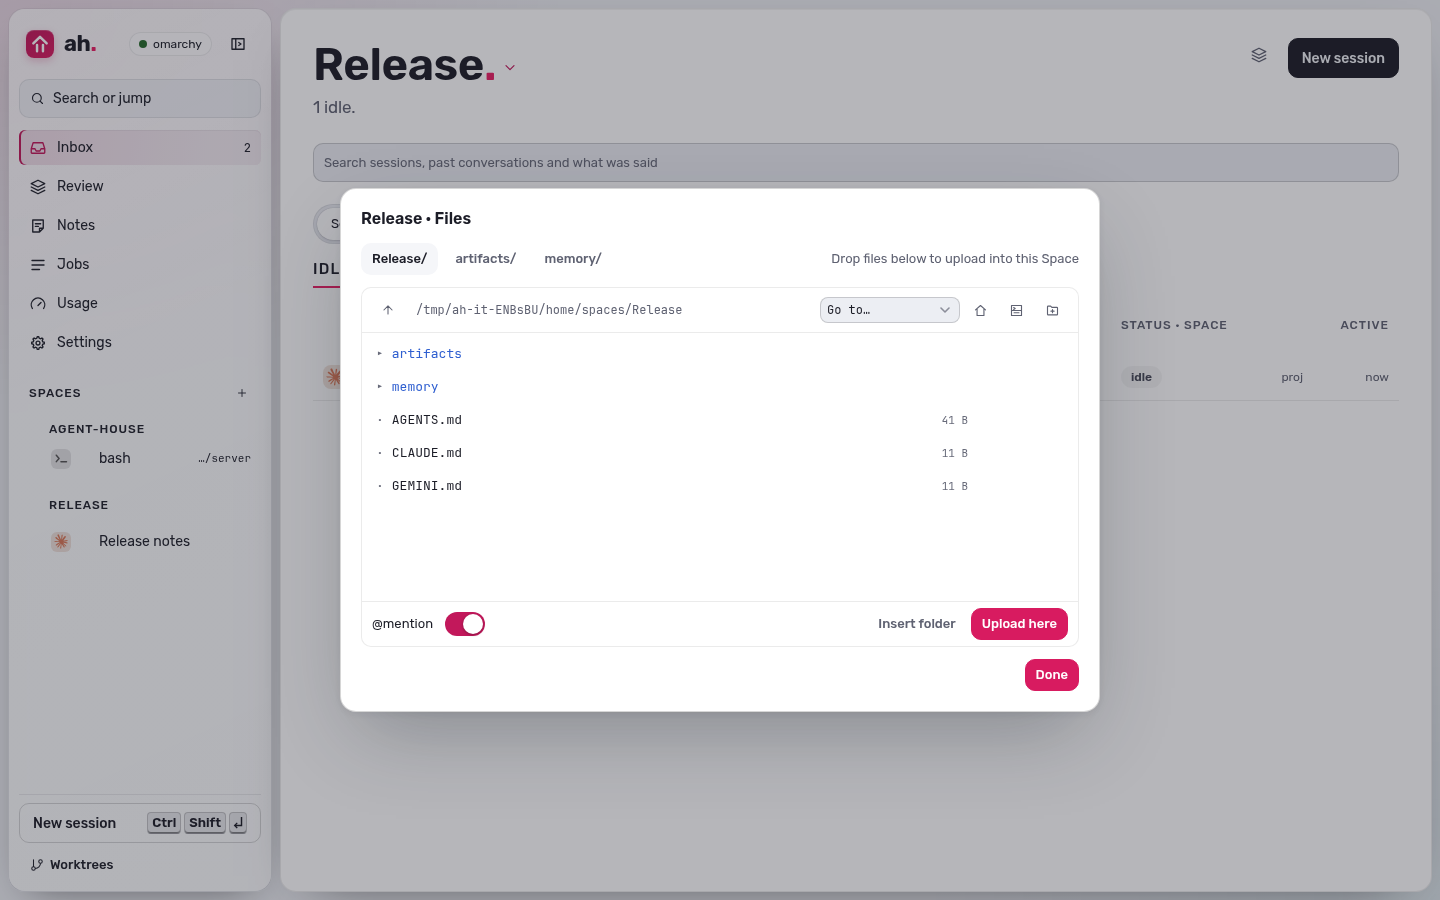 ah.
omarchy
Search or jump
Inbox 2
Review
Notes
Jobs
Usage
Settings
SPACES +
AGENT-HOUSE
bash …/server
RELEASE
Release notes
New session Ctrl Shift
Worktrees
Release.
1 idle.
New session
Search sessions, past conversations and what was said
STATUS • SPACE ACTIVE
idle proj now
Release • Files
Release/ artifacts/ memory/ Drop files below to upload into this Space
/tmp/ah-it-ENBsBU/home/spaces/Release Go to…
artifacts
memory
AGENTS.md 41 B
CLAUDE.md 11 B
GEMINI.md 11 B
@mention Insert folder Upload here
Done